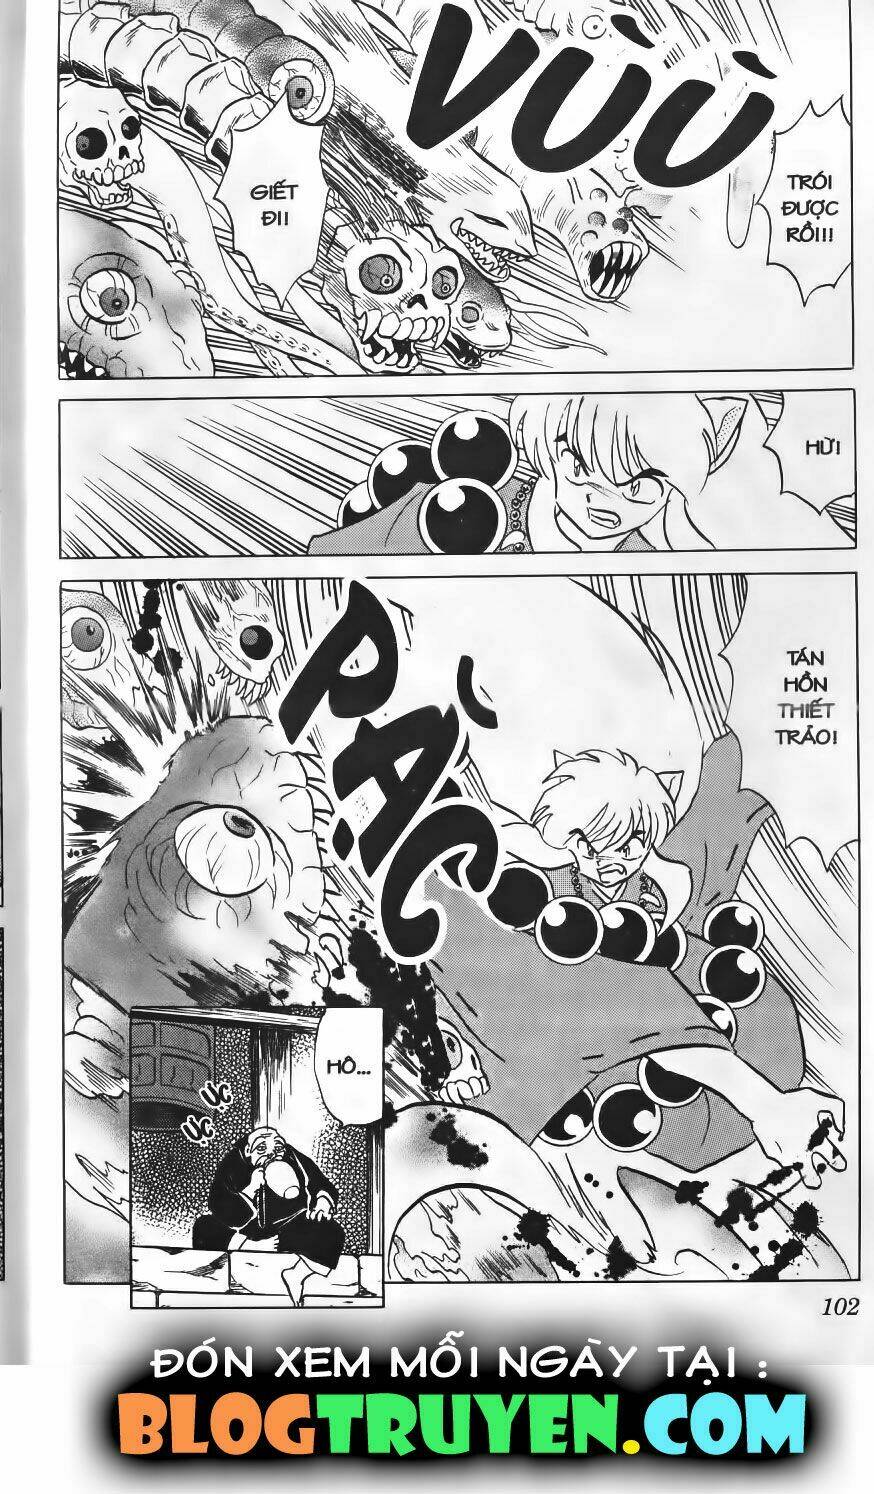 VÙÙ
TRÓI
ĐƯỢC
RỒI!!
GIẾT
ĐI!
HỪ!
TÁN
HỒN
THIẾT
TRẢO!
PẶC
HÔ...
ỰC
ỰC
102
ĐÓN XEM MỖI NGÀY TẠI :
BLOGTRUYEN.COM